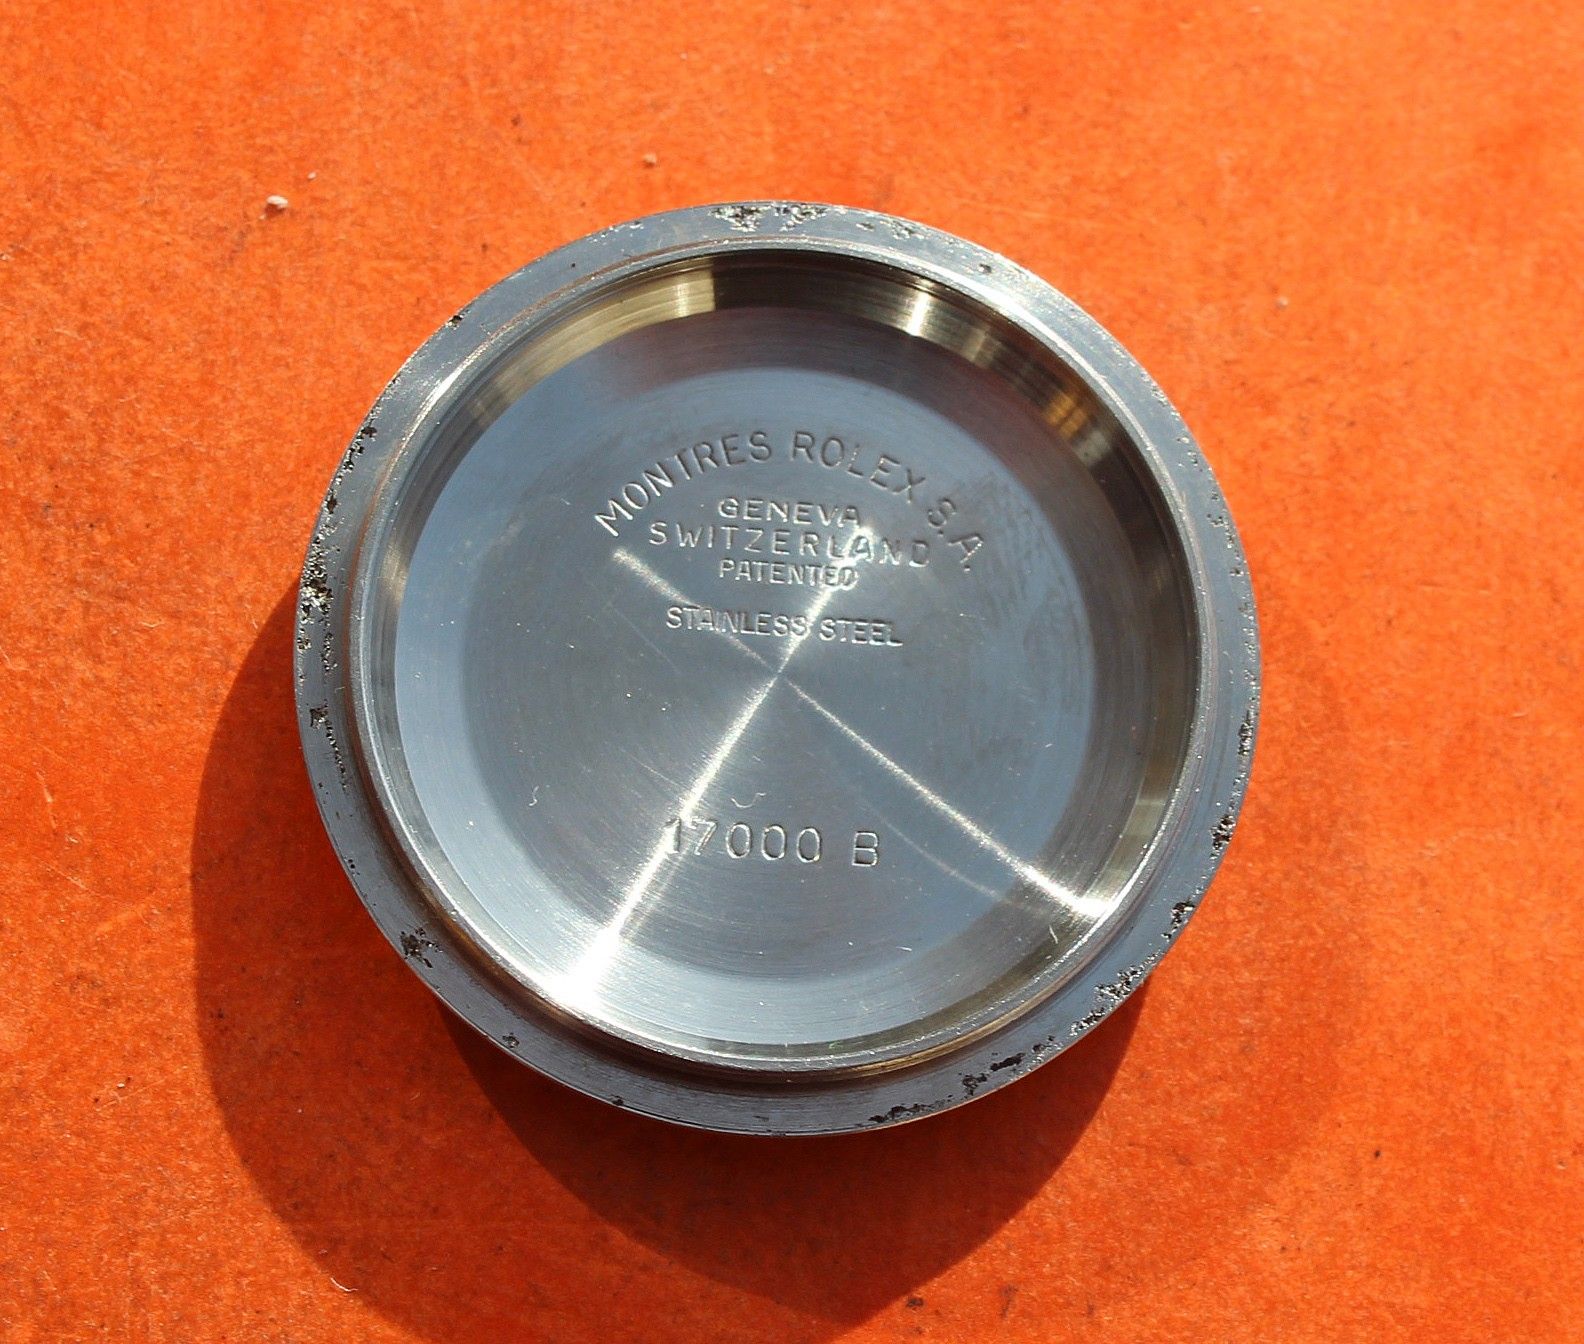 MONTRES ROLEX S.A.
GENEVA
SWITZERLAND
PATENTED
STAINLESS STEEL
17000 B